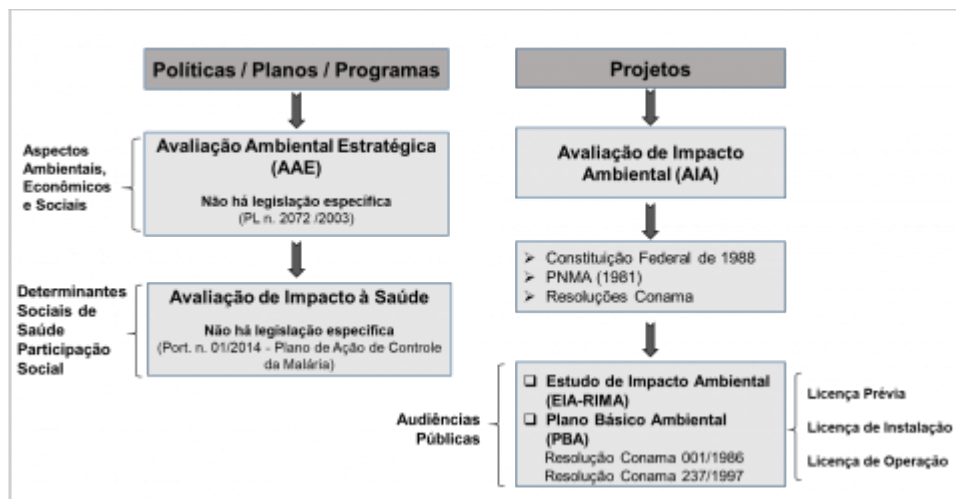 Políticas / Planos / Programas
Aspectos
Ambientais,
Econômicos
e Sociais
Avaliação Ambiental Estratégica
(AAE)
Não há legislação específica
(PL n. 2072 /2003)
Determinantes
Sociais de
Saúde
Participação
Social
Avaliação de Impacto à Saúde
Não há legislação específica
(Port. n. 01/2014 - Plano de Ação de Controle
da Malária)
Projetos
Avaliação de Impacto
Ambiental (AIA)
➢ Constituição Federal de 1988
➢ PNMA (1981)
➢ Resoluções Conama
Audiências
Públicas
❑ Estudo de Impacto Ambiental
(EIA-RIMA)
❑ Plano Básico Ambiental
(PBA)
Resolução Conama 001/1986
Resolução Conama 237/1997
Licença Prévia
Licença de Instalação
Licença de Operação